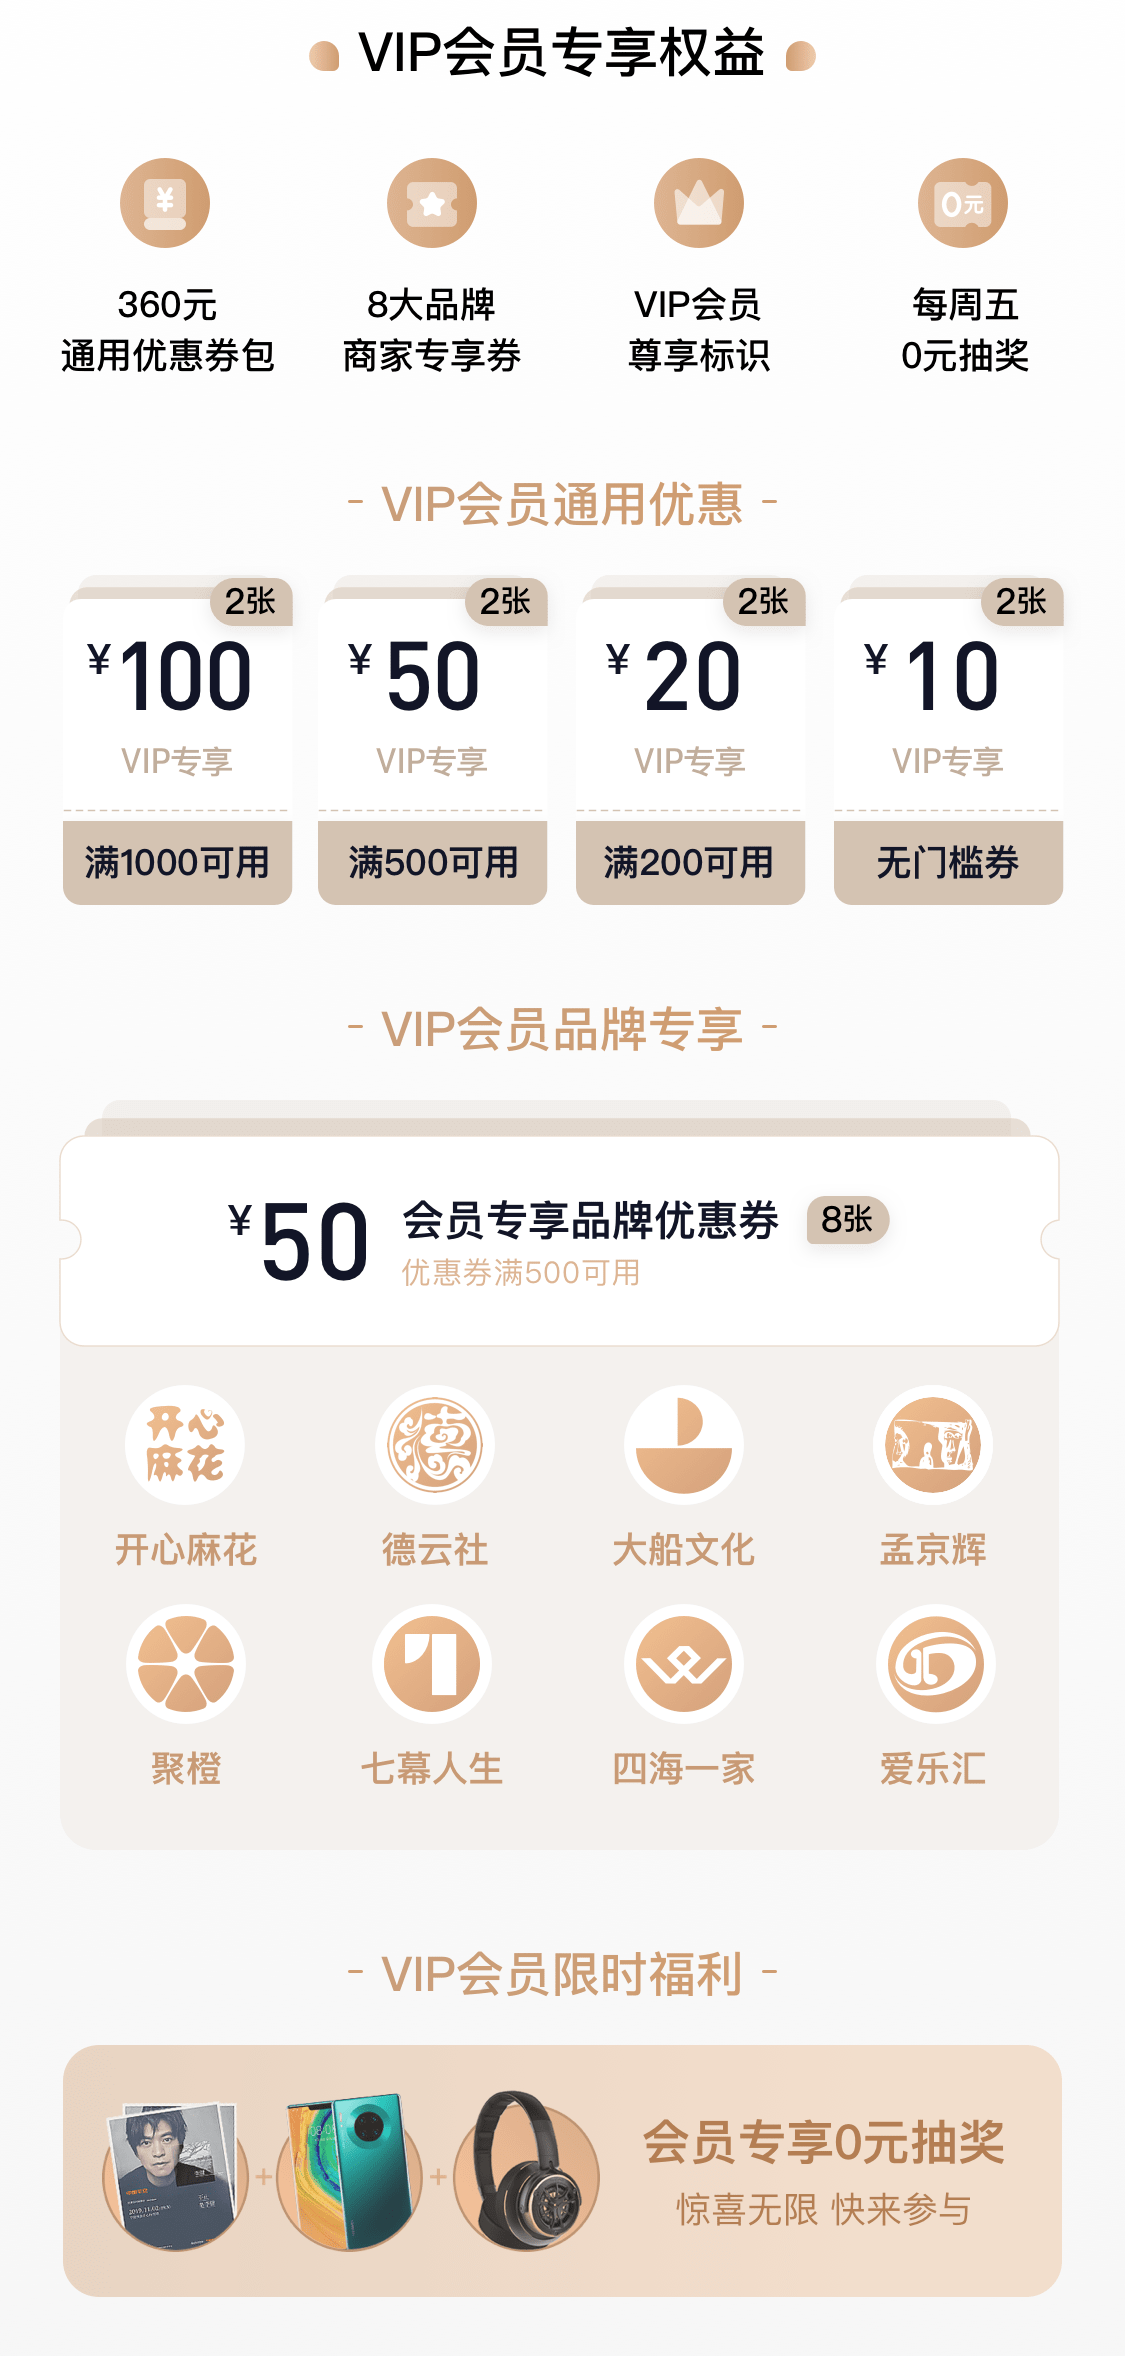 VIP会员专享权益
¥
0元
360元
通用优惠券包
8大品牌
商家专享券
VIP会员
尊享标识
每周五
0元抽奖
- VIP会员通用优惠 -
2张
¥100
VIP专享
满1000可用
2张
¥50
VIP专享
满500可用
2张
¥20
VIP专享
满200可用
2张
¥10
VIP专享
无门槛券
- VIP会员品牌专享 -
¥50
会员专享品牌优惠券
8张
优惠券满500可用
开心
麻花
德
开心麻花
德云社
大船文化
孟京辉
聚橙
七幕人生
四海一家
爱乐汇
- VIP会员限时福利 -
+
+
会员专享0元抽奖
惊喜无限 快来参与